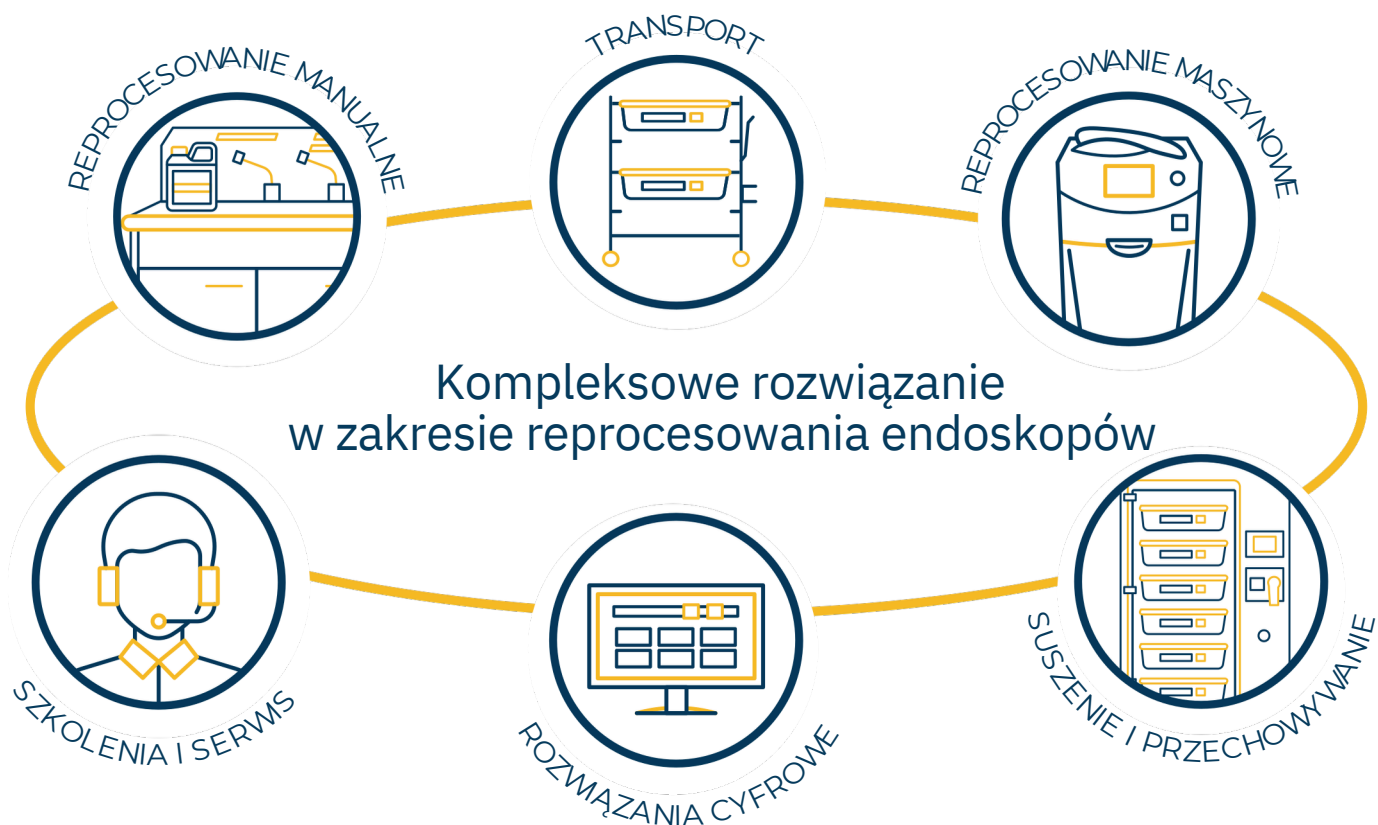 REPROCESOWANIE MANUALNE
TRANSPORT
REPROCESOWANIE MASZYNOWE
Kompleksowe rozwiązanie
w zakresie reprocesowania endoskopów
SZKOLENIA I SERWIS
ROZWIĄZANIA CYFROWE
SUSZENIE I PRZECHOWYWANIE